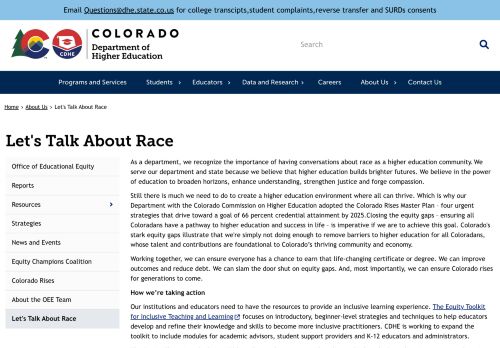 Email Questions@dhe.state.co.us for college transcipts,student complaints,reverse transfer and SURDs consents
COLORADO
Department of
Higher Education
CDHE
Search
Programs and Services Students Educators Data and Research Careers About Us Contact Us
Home > About Us > Let's Talk About Race
Let's Talk About Race
Office of Educational Equity
Reports
Resources
Strategies
News and Events
Equity Champions Coalition
Colorado Rises
About the OEE Team
Let's Talk About Race
As a department, we recognize the importance of having conversations about race as a higher education community. We
serve our department and state because we believe that higher education builds brighter futures. We believe in the power
of education to broaden horizons, enhance understanding, strengthen justice and forge compassion.
Still there is much we need to do to create a higher education environment where all can thrive. Which is why our
Department with the Colorado Commission on Higher Education adopted the Colorado Rises Master Plan - four urgent
strategies that drive toward a goal of 66 percent credential attainment by 2025.Closing the equity gaps – ensuring all
Coloradans have a pathway to higher education and success in life – is imperative if we are to achieve this goal. Colorado's
stark equity gaps illustrate that we're simply not doing enough to remove barriers to higher education for all Coloradans,
whose talent and contributions are foundational to Colorado's thriving community and economy.
Working together, we can ensure everyone has a chance to earn that life-changing certificate or degree. We can improve
outcomes and reduce debt. We can slam the door shut on equity gaps. And, most importantly, we can ensure Colorado rises
for generations to come.
How we're taking action
Our institutions and educators need to have the resources to provide an inclusive learning experience. The Equity Toolkit
for Inclusive Teaching and Learning focuses on introductory, beginner-level strategies and techniques to help educators
develop and refine their knowledge and skills to become more inclusive practitioners. CDHE is working to expand the
toolkit to include modules for academic advisors, student support providers and K-12 educators and administrators.